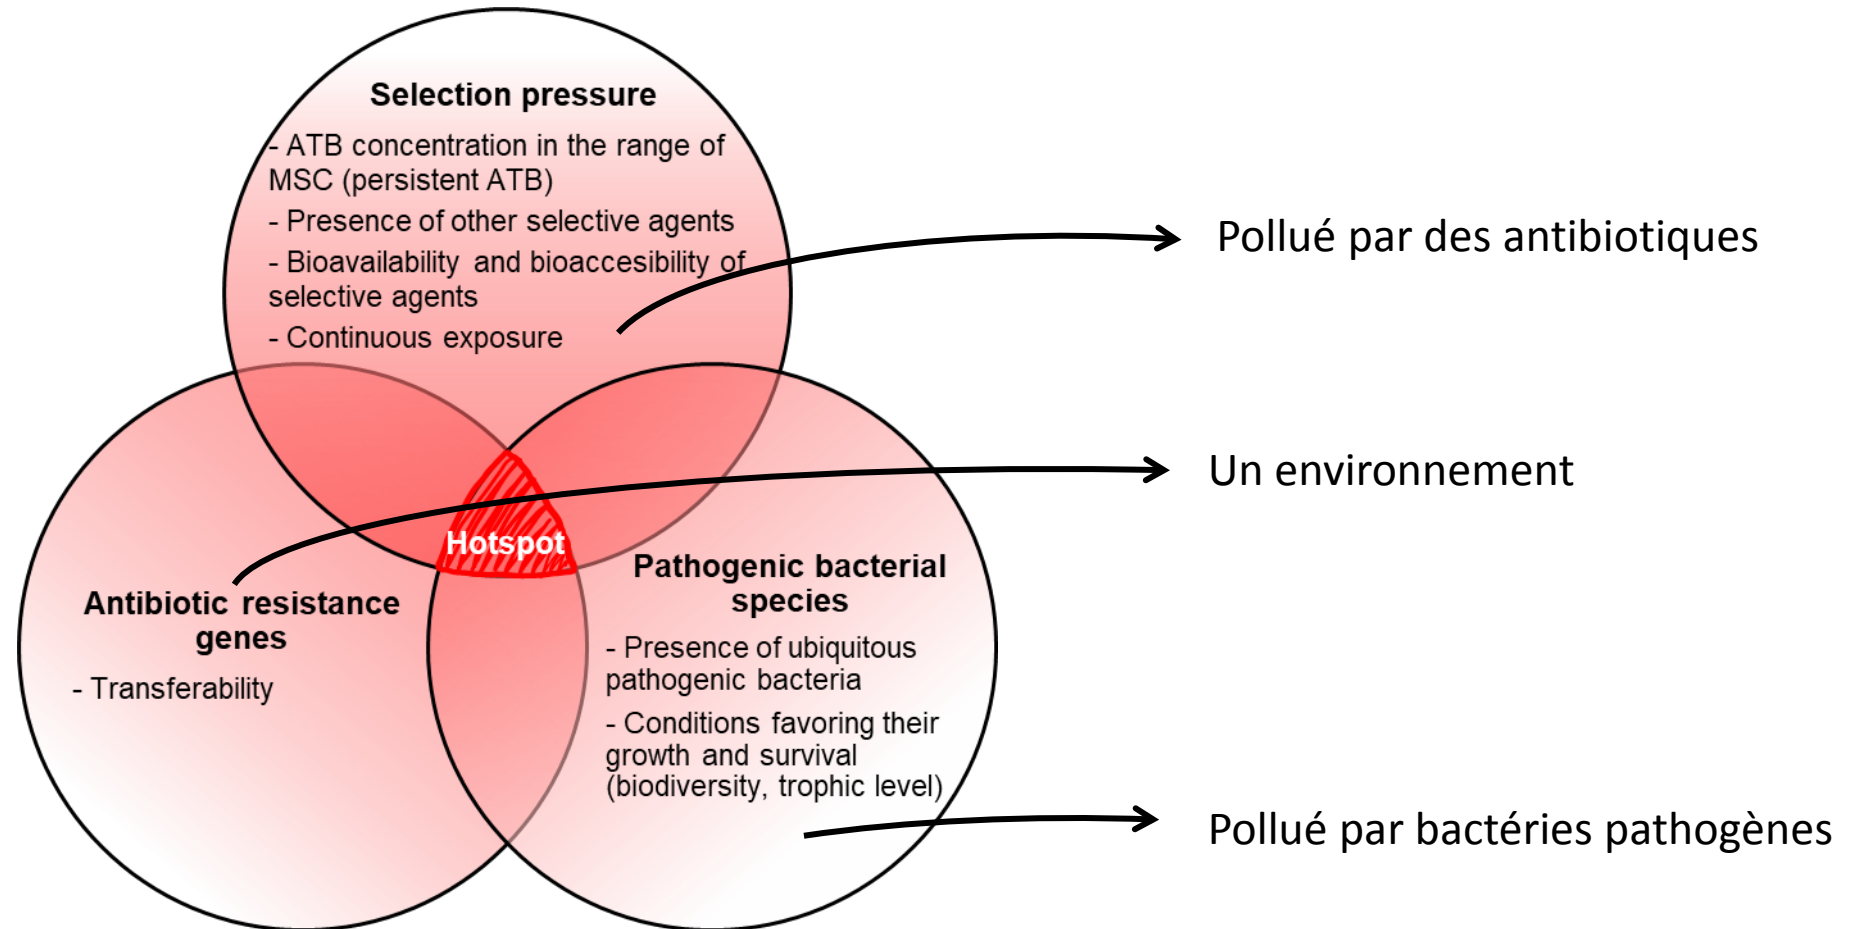 Selection pressure
- ATB concentration in the range of
MSC (persistent ATB)
- Presence of other selective agents
- Bioavailability and bioaccesibility of
selective agents
- Continuous exposure
Pollué par des antibiotiques
Un environnement
Hotspot
Antibiotic resistance
genes
- Transferability
Pathogenic bacterial
species
- Presence of ubiquitous
pathogenic bacteria
- Conditions favoring their
growth and survival
(biodiversity, trophic level)
Pollué par bactéries pathogènes